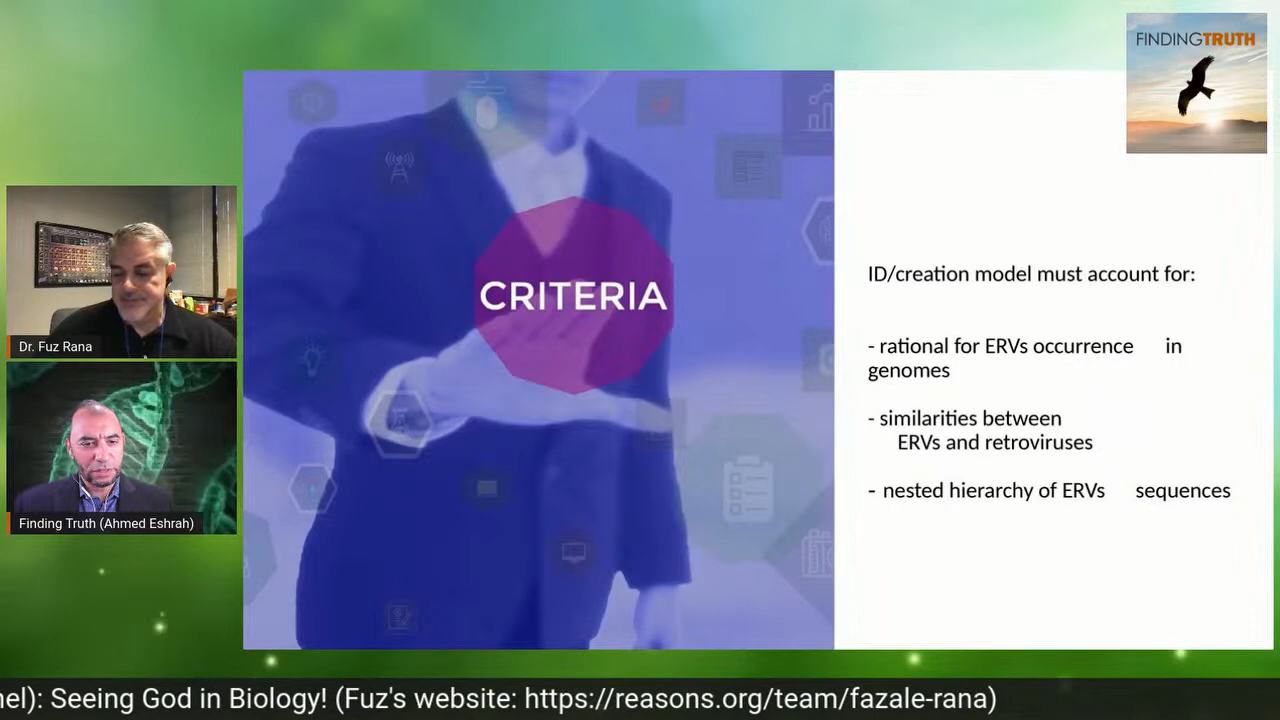 FINDINGTRUTH
CRITERIA
ID/creation model must account for:
- rational for ERVs occurrence in
genomes
- similarities between
ERVs and retroviruses
- nested hierarchy of ERVs sequences
Dr. Fuz Rana
Finding Truth (Ahmed Eshrah)
nel): Seeing God in Biology! (Fuz's website: https://reasons.org/team/fazale-rana)